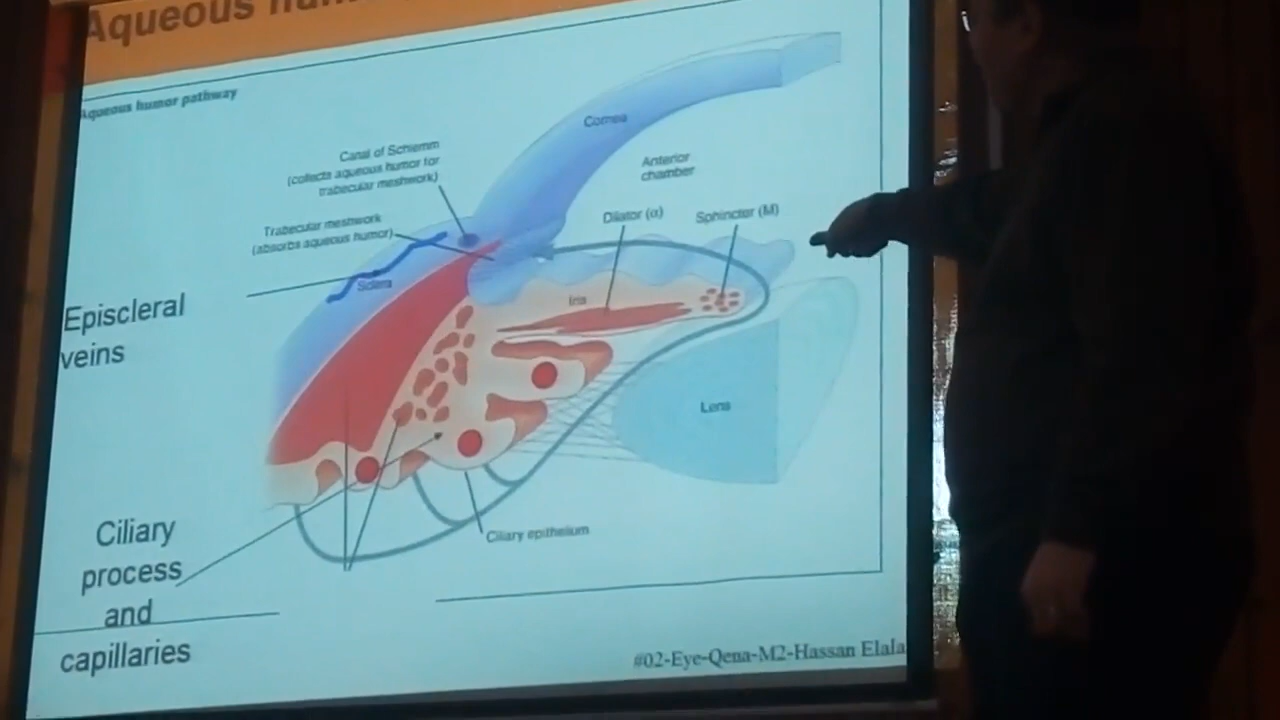 Aqueous
Aqueous humor pathway
Cornea
Canal of Schlemm
(collects aqueous humor for
trabecular meshwork)
Anterior
chamber
Dilator (α)
Sphincter (M)
Trabecular meshwork
(absorbs aqueous humor)
Sclera
Iris
Episcleral
veins
Lens
Ciliary
process
and
capillaries
Ciliary epithelium
#02-Eye-Qena-M2-Hassan